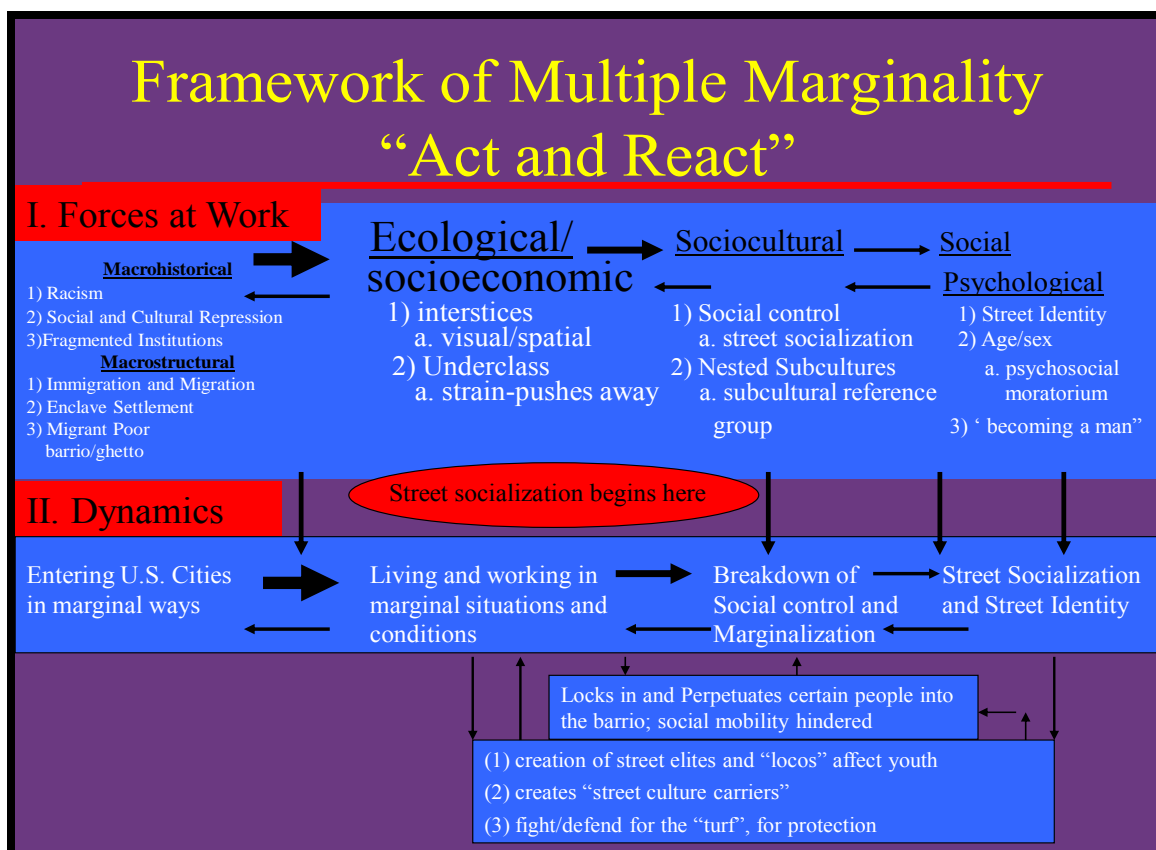 Framework of Multiple Marginality
“Act and React”
I. Forces at Work
Macrohistorical
1) Racism
2) Social and Cultural Repression
3)Fragmented Institutions
Macrostructural
1) Immigration and Migration
2) Enclave Settlement
3) Migrant Poor
barrio/ghetto
Ecological/
socioeconomic
1) interstices
a. visual/spatial
2) Underclass
a. strain-pushes away
Sociocultural
1) Social control
a. street socialization
2) Nested Subcultures
a. subcultural reference
group
Social
Psychological
1) Street Identity
2) Age/sex
a. psychosocial
moratorium
3) ‘ becoming a man”
Street socialization begins here
II. Dynamics
Entering U.S. Cities
in marginal ways
Living and working in
marginal situations and
conditions
Breakdown of
Social control and
Marginalization
Street Socialization
and Street Identity
Locks in and Perpetuates certain people into
the barrio; social mobility hindered
(1) creation of street elites and “locos” affect youth
(2) creates “street culture carriers”
(3) fight/defend for the “turf”, for protection